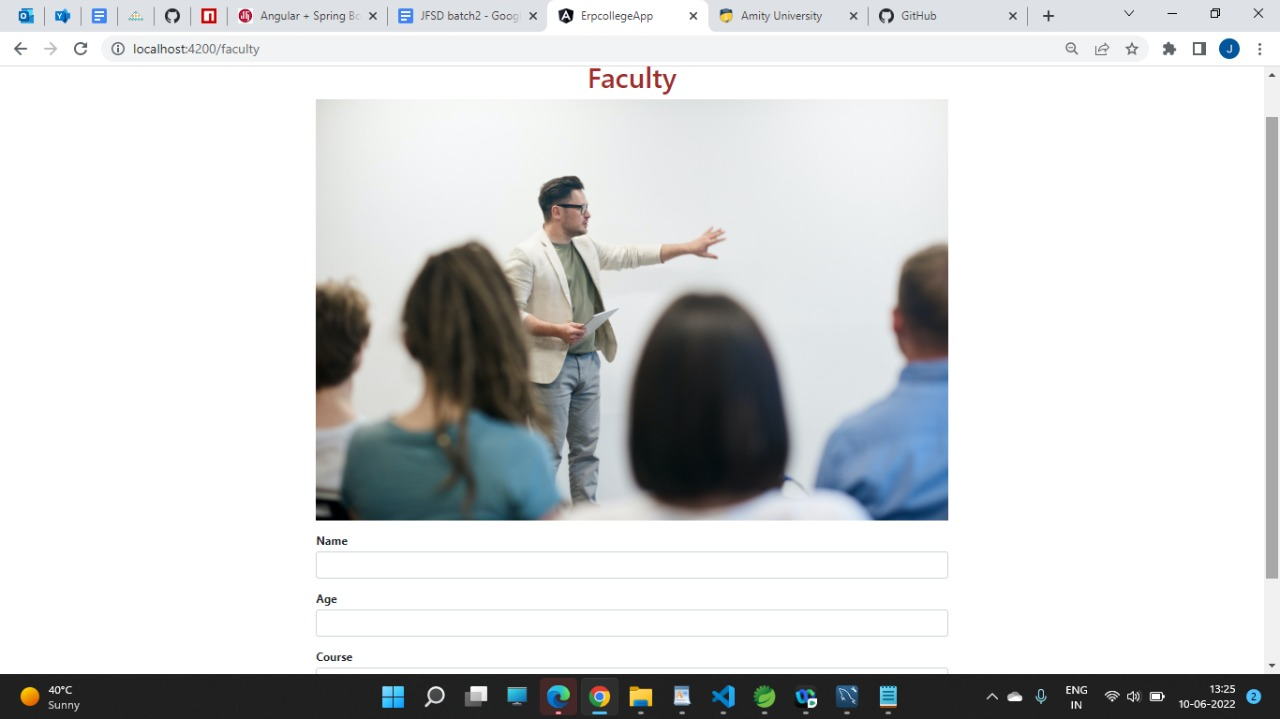 Angular + Spring Bo
JFSD batch2 - Goog
ErpcollegeApp
Amity University
GitHub
localhost:4200/faculty
J
Faculty
Name
Age
Course
40°C
Sunny
ENG
IN
13:25
10-06-2022
2